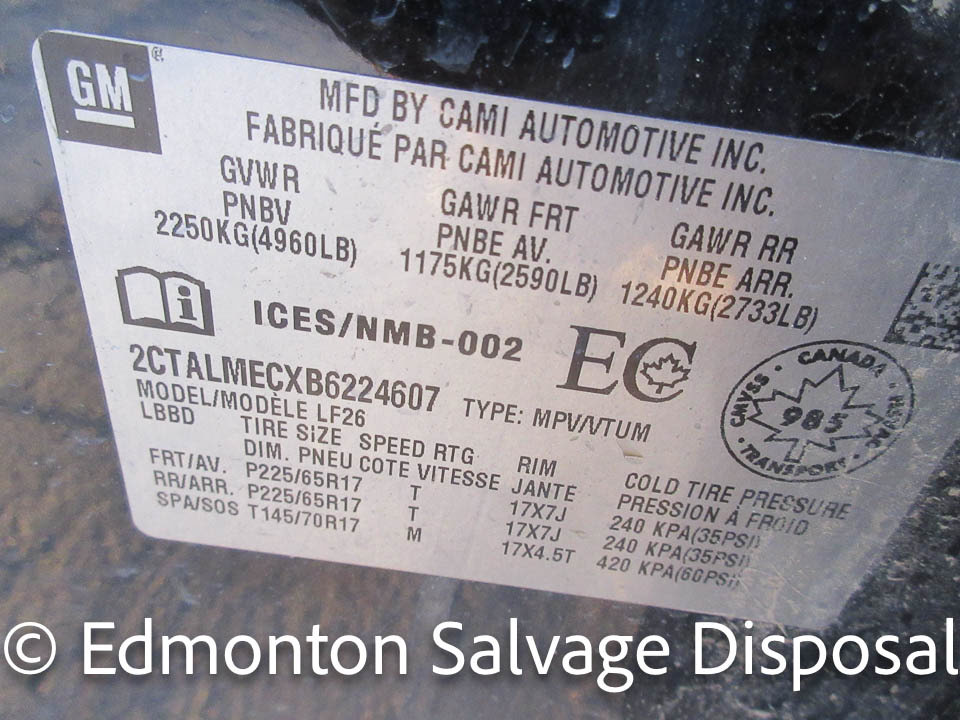 GM
MFD BY CAMI AUTOMOTIVE INC.
FABRIQUÉ PAR CAMI AUTOMOTIVE INC.
GVWR
PNBV
2250KG(4960LB)
GAWR FRT
PNBE AV.
1175KG(2590LB)
GAWR RR
PNBE ARR.
1240KG(2733LB)
ICES/NMB-002
EC
2CTALMECXB6224607 TYPE: MPV/VTUM
MODEL/MODÈLE LF26
LBBD
CANADA
CMVSS 985 NSVAC
TRANSPORT
TIRE SIZE SPEED RTG RIM COLD TIRE PRESSURE
DIM. PNEU COTE VITESSE JANTE PRESSION À FROID
FRT/AV. P225/65R17 T 17X7J 240 KPA(35PSI)
RR/ARR. P225/65R17 T 17X7J 240 KPA(35PSI)
SPA/SOS T145/70R17 M 17X4.5T 420 KPA(60PSI)
© Edmonton Salvage Disposal